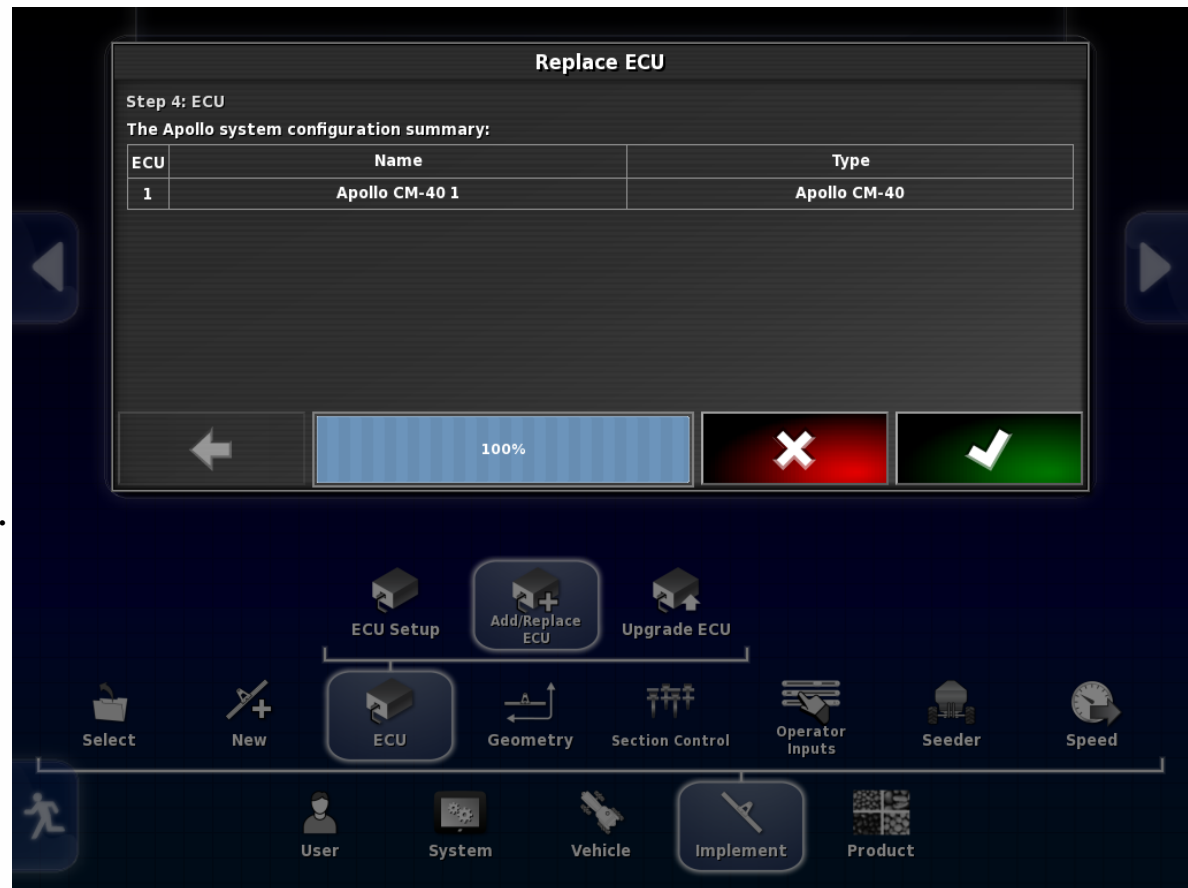 Replace ECU
Step 4: ECU
The Apollo system configuration summary:
ECU Name Type
1 Apollo CM-40 1 Apollo CM-40
100%
ECU Setup
Add/Replace
ECU
Upgrade ECU
Select
New
ECU
Geometry
Section Control
Operator
Inputs
Seeder
Speed
User
System
Vehicle
Implement
Product